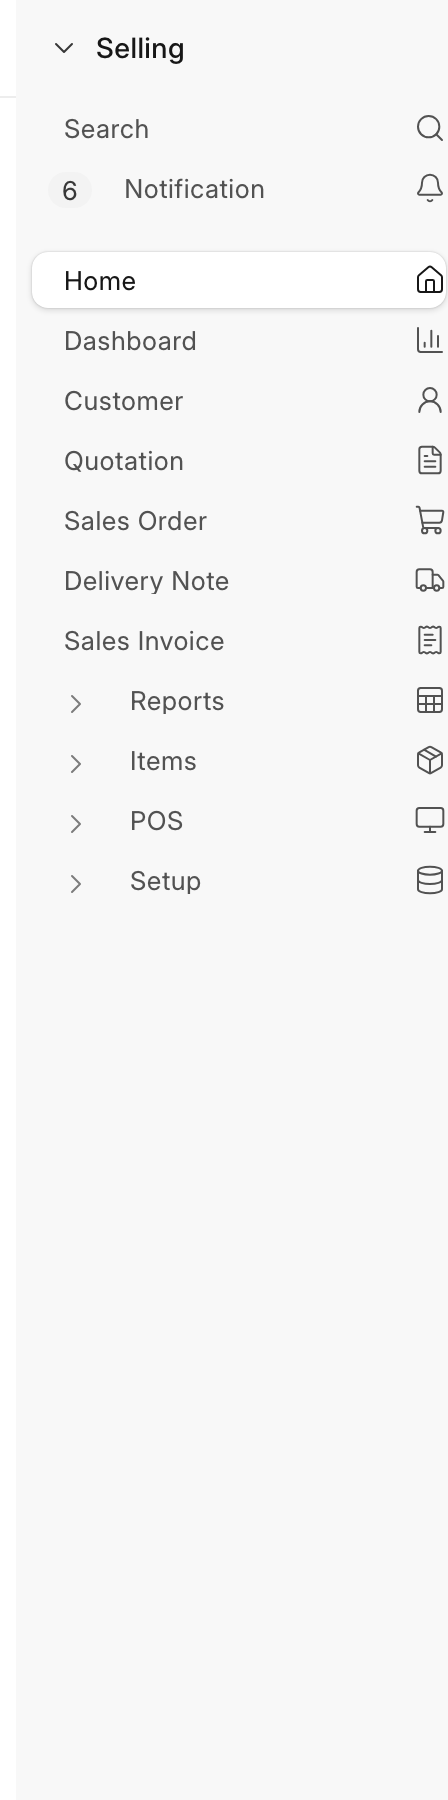 Selling
Search
6 Notification
Home
Dashboard
Customer
Quotation
Sales Order
Delivery Note
Sales Invoice
Reports
Items
POS
Setup